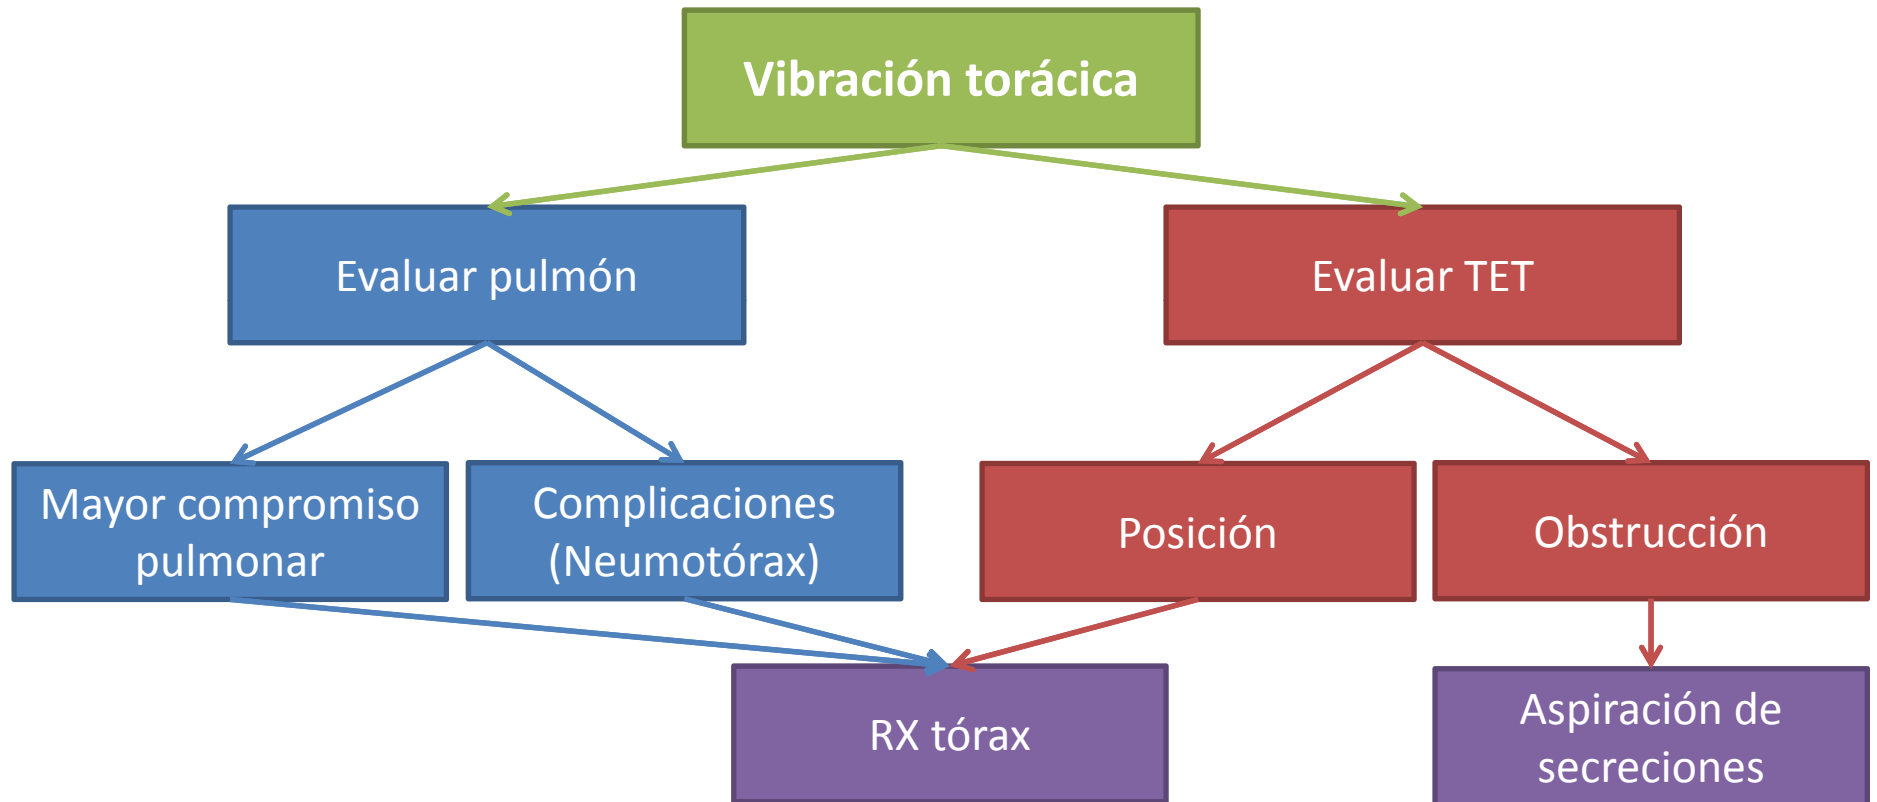 Vibración torácica
Evaluar pulmón
Evaluar TET
Mayor compromiso
pulmonar
Complicaciones
(Neumotórax)
Posición
Obstrucción
RX tórax
Aspiración de
secreciones